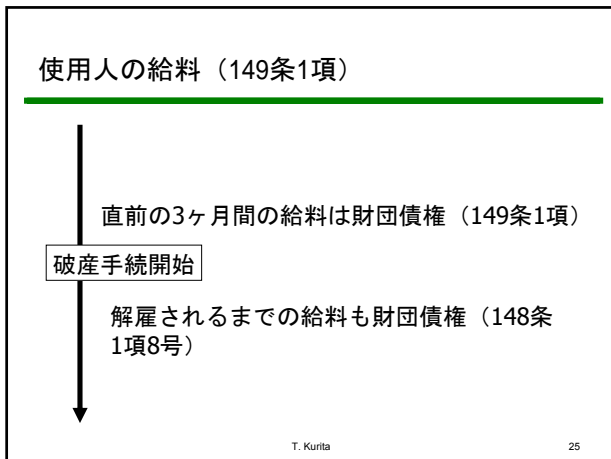 使用人の給料（149条1項）
直前の3ヶ月間の給料は財団債権（149条1項）
破産手続開始
解雇されるまでの給料も財団債権（148条
1項8号）
T. Kurita
25